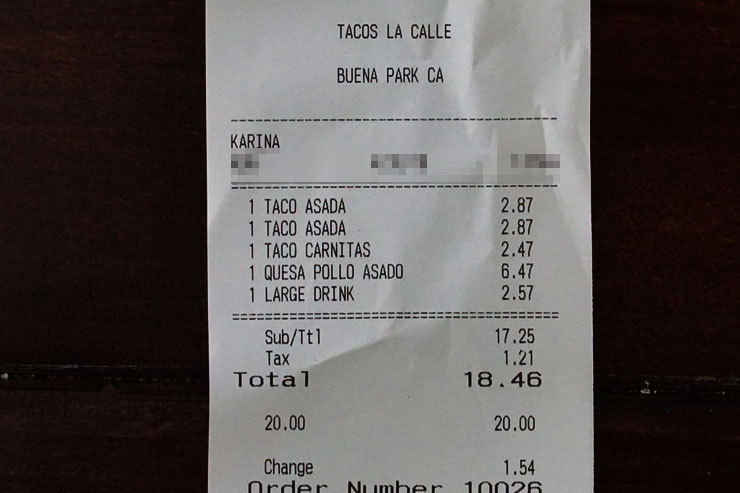 TACOS LA CALLE
BUENA PARK CA
KARINA
1 TACO ASADA 2.87
1 TACO ASADA 2.87
1 TACO CARNITAS 2.47
1 QUESA POLLO ASADO 6.47
1 LARGE DRINK 2.57
Sub/Ttl 17.25
Tax 1.21
Total 18.46
20.00 20.00
Change 1.54
Order Number 10026